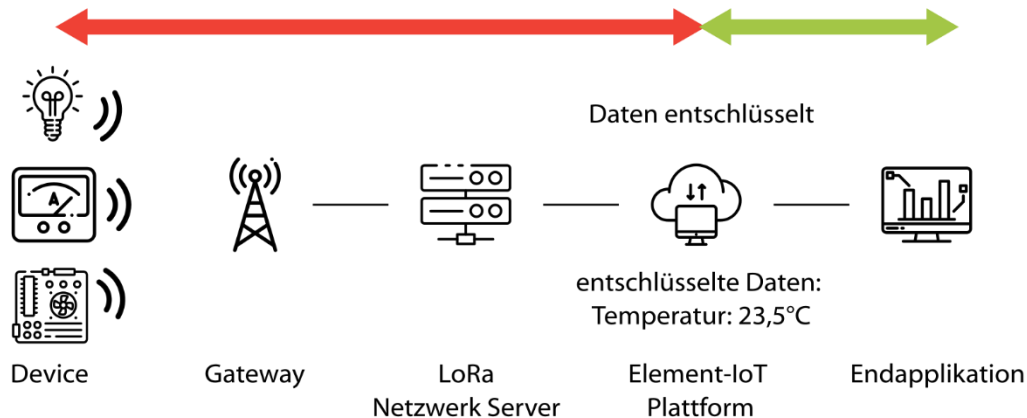 Daten entschlüsselt
A
entschlüsselte Daten:
Temperatur: 23,5°C
Device
Gateway
LoRa
Netzwerk Server
Element-IoT
Plattform
Endapplikation